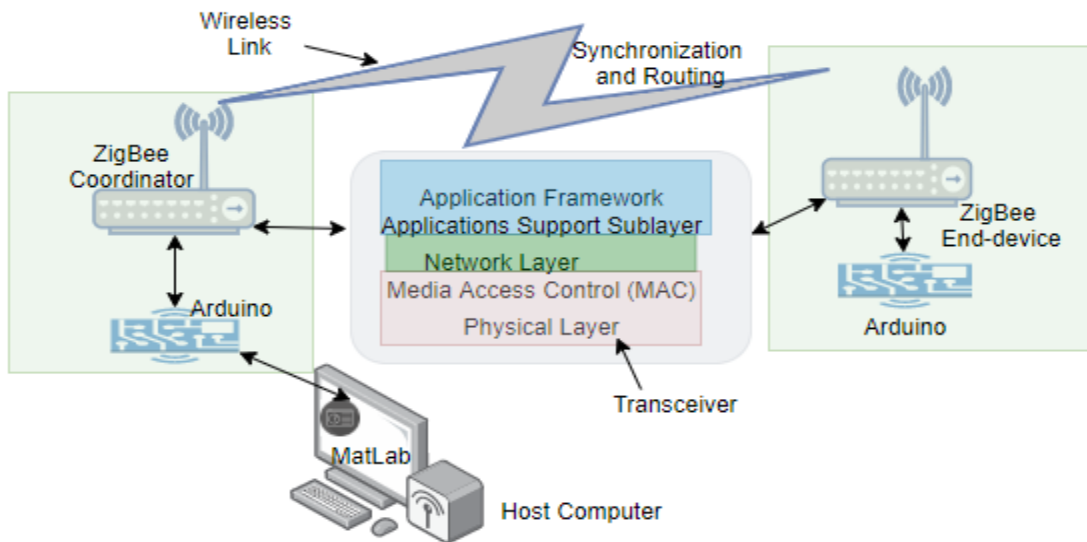 Wireless
Link
Synchronization
and Routing
ZigBee
Coordinator
Application Framework
Applications Support Sublayer
Network Layer
Media Access Control (MAC)
Physical Layer
ZigBee
End-device
Arduino
Arduino
Transceiver
MatLab
Host Computer